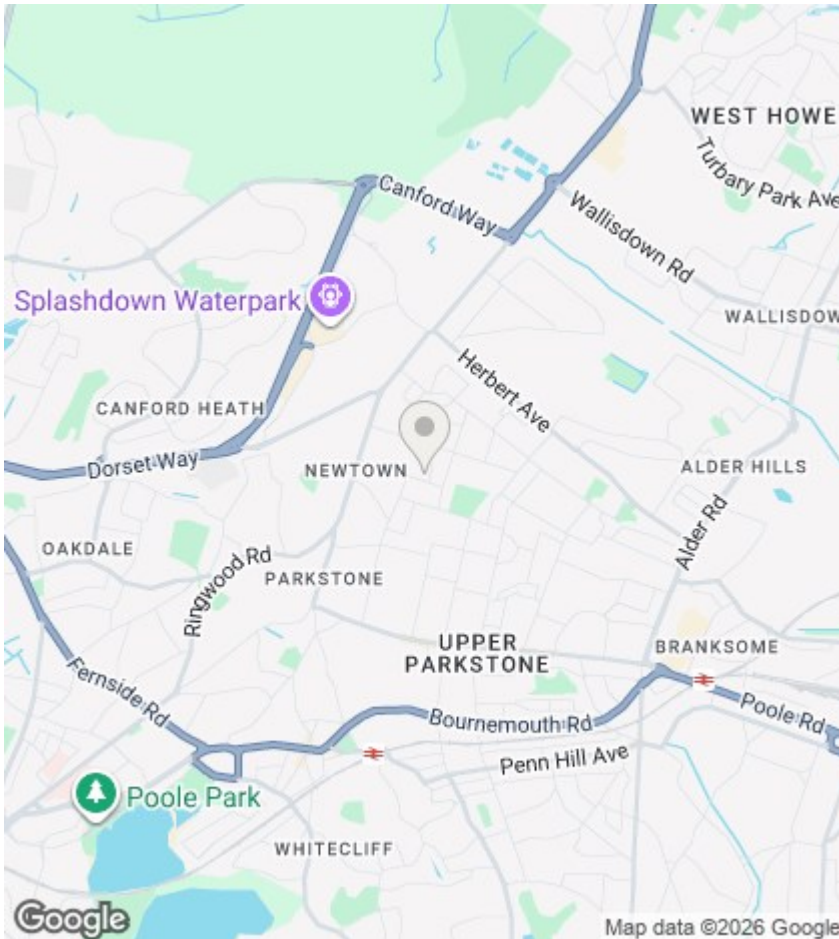 WEST HOWE
Turbary Park Ave
Canford Way
Wallisdown Rd
Splashdown Waterpark
WALLISDOW
Herbert Ave
CANFORD HEATH
Dorset Way
NEWTOWN
ALDER HILLS
Alder Rd
OAKDALE
Ringwood Rd
PARKSTONE
UPPER
PARKSTONE
BRANKSOME
Fernside Rd
Bournemouth Rd
Poole Rd
Penn Hill Ave
Poole Park
WHITECLIFF
Google
Map data ©2026 Google